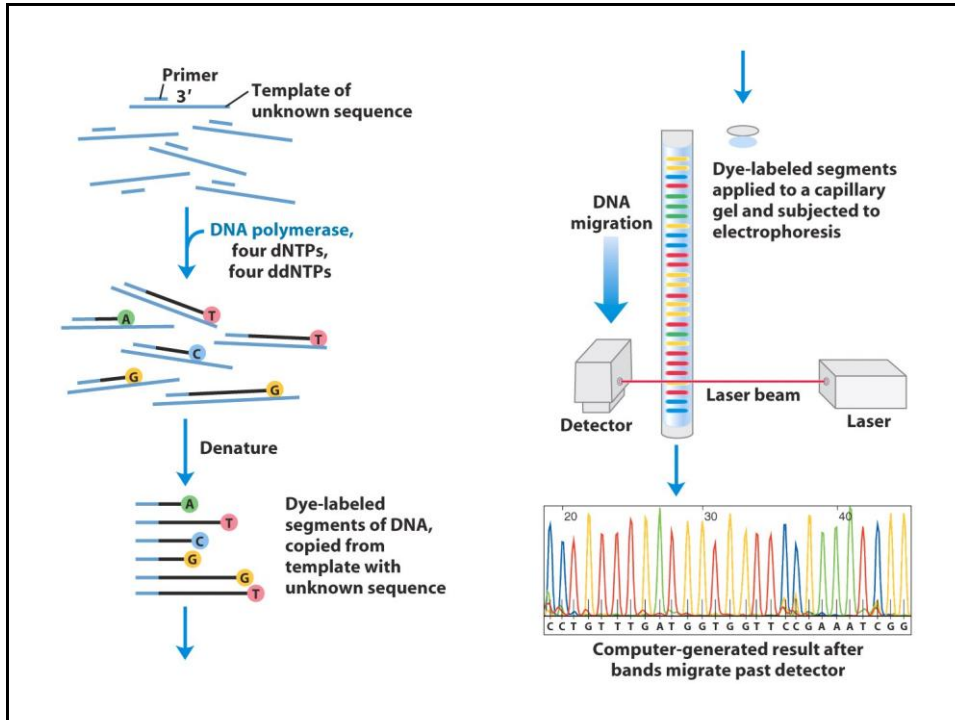 Primer
3′
Template of
unknown sequence
DNA polymerase,
four dNTPs,
four ddNTPs
A
T
T
C
G
G
Denature
A
T
C
G
G
T
Dye-labeled
segments of DNA,
copied from
template with
unknown sequence
Dye-labeled segments
applied to a capillary
gel and subjected to
electrophoresis
DNA
migration
Detector
Laser beam
Laser
20 30 40
C C T G T T T G A T G G T G G T T C C G A A A T C G G
Computer-generated result after
bands migrate past detector